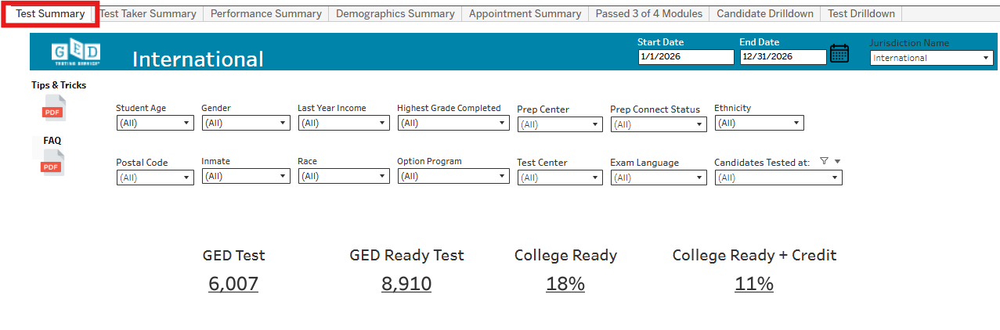 Test Summary Test Taker Summary Performance Summary Demographics Summary Appointment Summary Passed 3 of 4 Modules Candidate Drilldown Test Drilldown
GED
TESTING SERVICE
International
Start Date End Date Jurisdiction Name
1/1/2026 12/31/2026 International
Tips & Tricks
PDF
FAQ
PDF
Student Age Gender Last Year Income Highest Grade Completed Prep Center Prep Connect Status Ethnicity
(All) (All) (All) (All) (All) (All) (All)
Postal Code Inmate Race Option Program Test Center Exam Language Candidates Tested at:
(All) (All) (All) (All) (All) (All) (All)
GED Test GED Ready Test College Ready College Ready + Credit
6,007 8,910 18% 11%